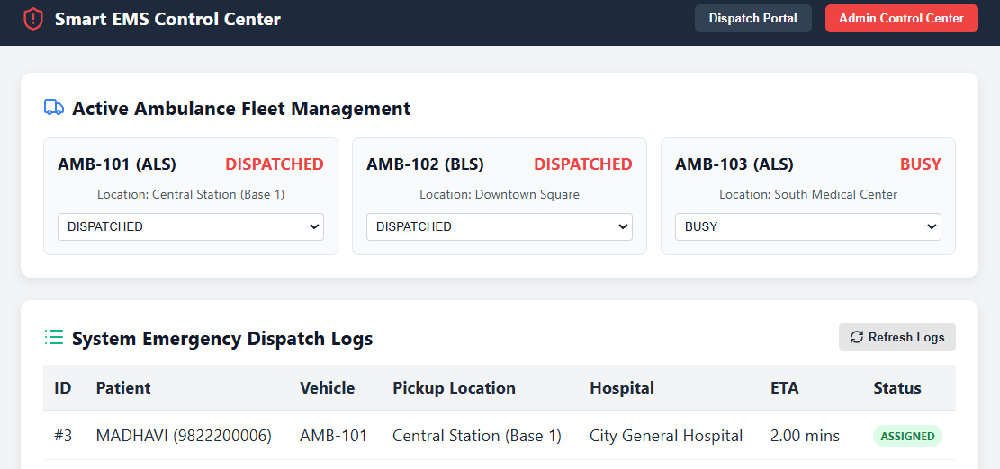 Smart EMS Control Center
Dispatch Portal
Admin Control Center
Active Ambulance Fleet Management
AMB-101 (ALS) DISPATCHED
Location: Central Station (Base 1)
DISPATCHED
AMB-102 (BLS) DISPATCHED
Location: Downtown Square
DISPATCHED
AMB-103 (ALS) BUSY
Location: South Medical Center
BUSY
System Emergency Dispatch Logs
Refresh Logs
ID Patient Vehicle Pickup Location Hospital ETA Status
#3 MADHAVI (9822200006) AMB-101 Central Station (Base 1) City General Hospital 2.00 mins ASSIGNED